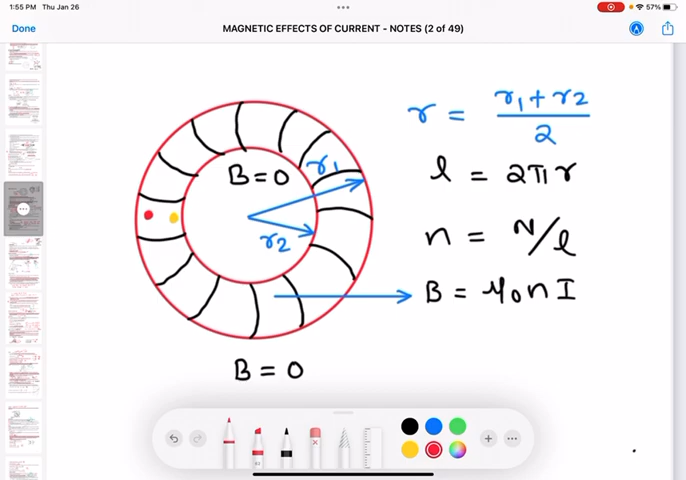 1:55 PM Thu Jan 26
57%
Done
MAGNETIC EFFECTS OF CURRENT - NOTES (2 of 49)
r = r1 + r2 / 2
B = 0
r1
l = 2πr
r2
n = N/l
B = μ0nI
B = 0